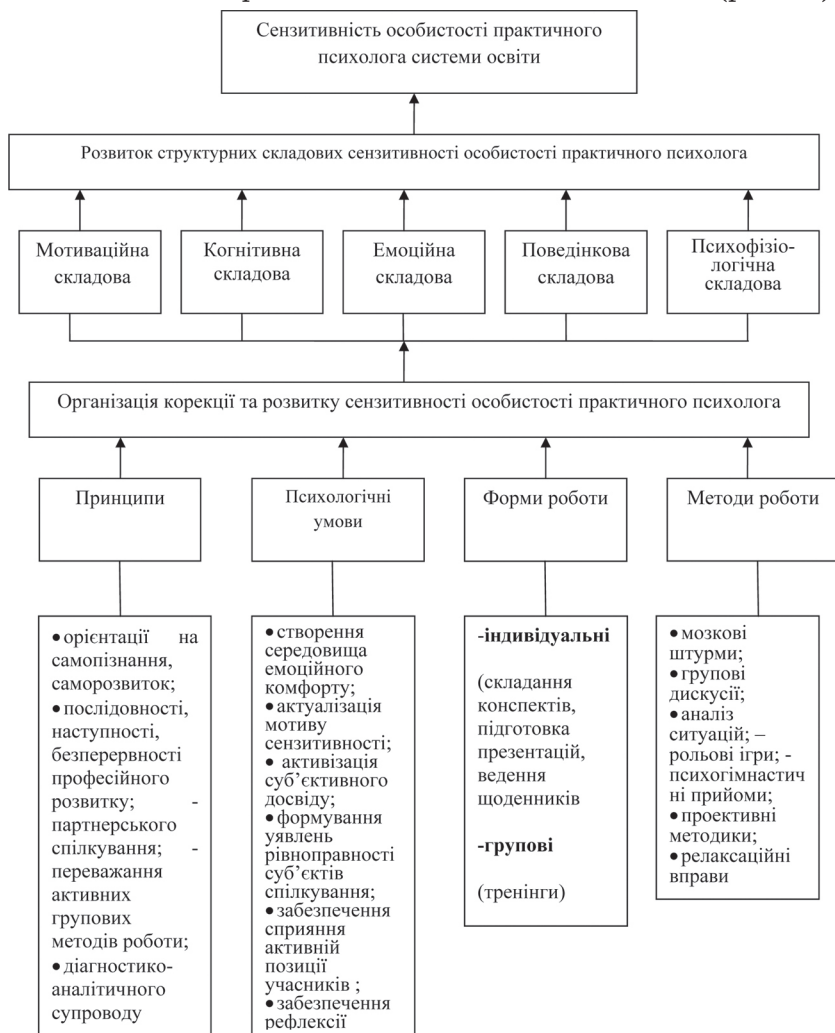 Сензитивність особистості практичного
психолога системи освіти
Розвиток структурних складових сензитивності особистості практичного психолога
Мотиваційна
складова
Когнітивна
складова
Емоційна
складова
Поведінкова
складова
Психофізіо-
логічна
складова
Організація корекції та розвитку сензитивності особистості практичного психолога
Принципи
Психологічні
умови
Форми роботи
Методи роботи
● орієнтації на
самопізнання,
саморозвиток;
● послідовності,
наступності,
безперервності
професійного
розвитку; -
партнерського
спілкування; -
переважання
активних
групових
методів роботи;
● діагностико-
аналітичного
супроводу
● створення
середовища
емоційного
комфорту;
● актуалізація
мотиву
сензитивності;
● активізація
суб’єктивного
досвіду;
● формування
уявлень
рівноправності
суб’єктів
спілкування;
● забезпечення
сприяння
активній
позиції
учасників ;
● забезпечення
рефлексії
-індивідуальні
(складання
конспектів,
підготовка
презентацій,
ведення
щоденників
-групові
(тренінги)
● мозкові
штурми;
● групові
дискусії;
● аналіз
ситуацій; –
рольові ігри; -
психогімнастич
ні прийоми;
● проективні
методики;
● релаксаційні
вправи